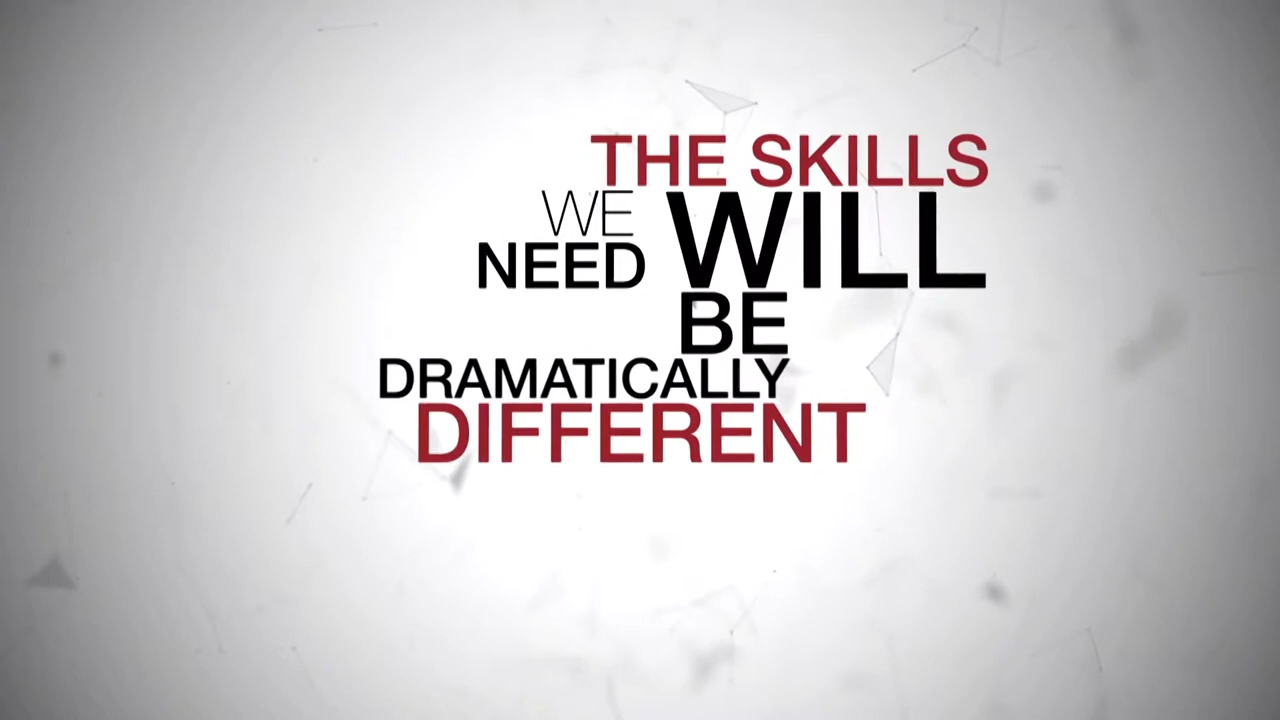 THE SKILLS
WE
NEED WILL
BE
DRAMATICALLY
DIFFERENT